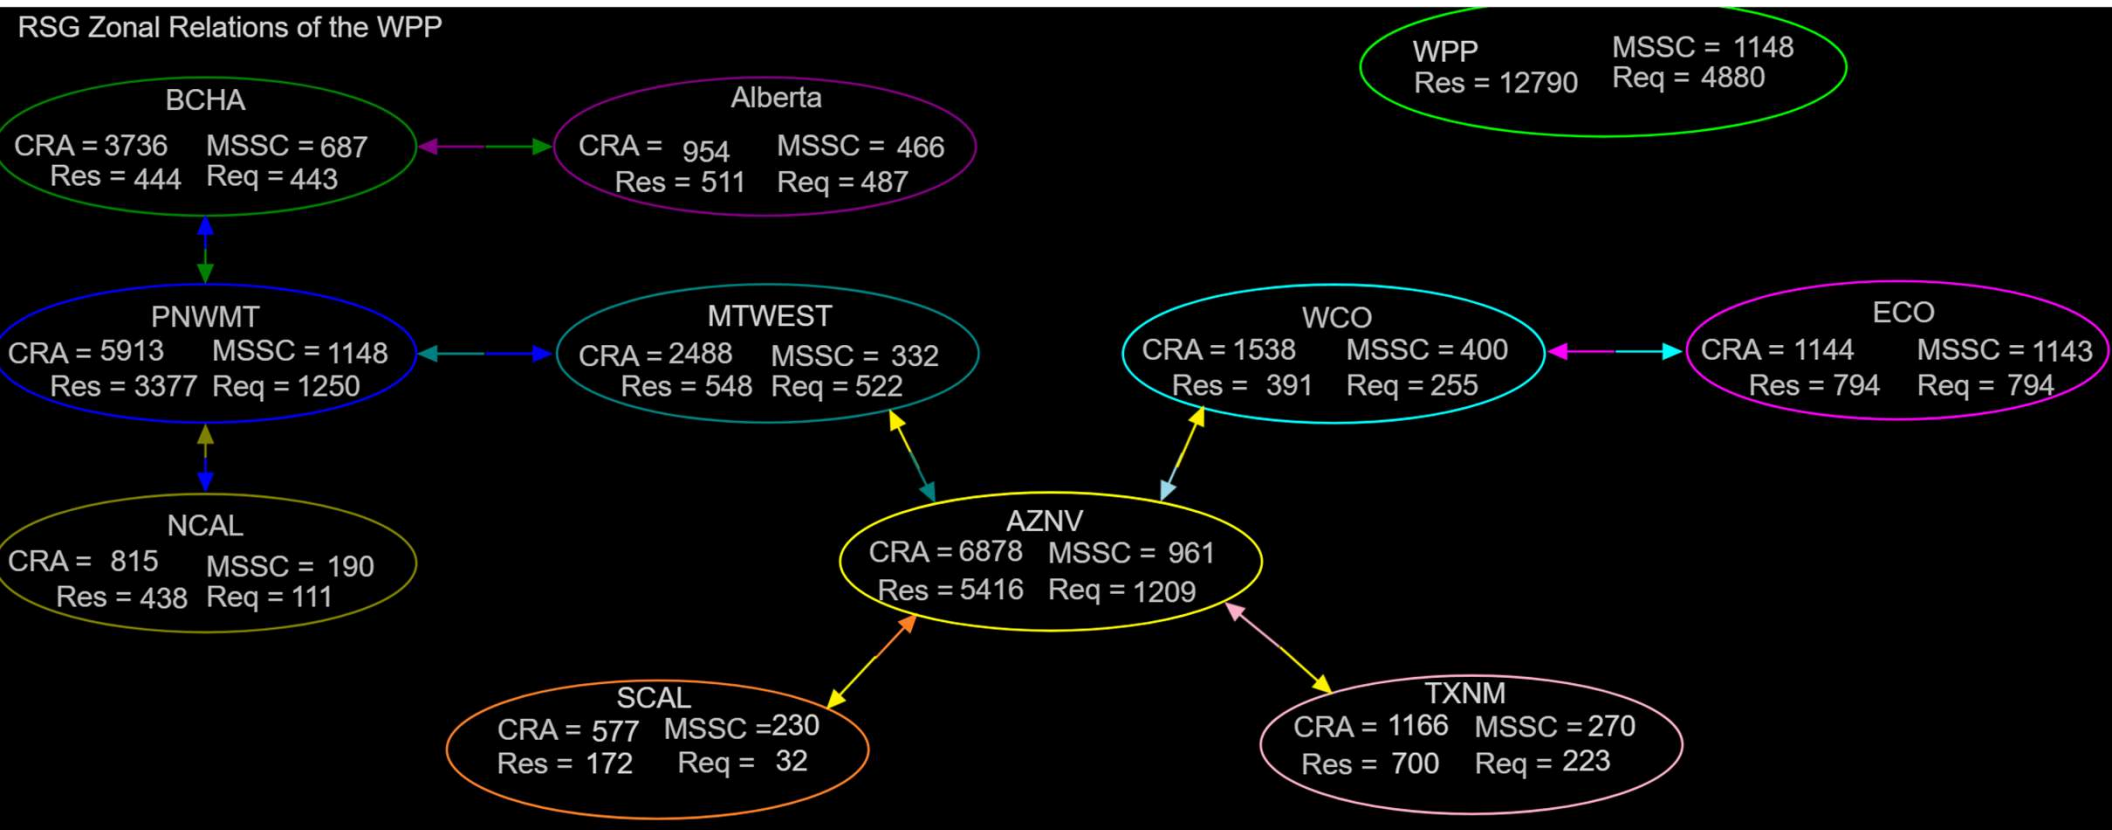 RSG Zonal Relations of the WPP
WPP
MSSC = 1148
Res = 12790
Req = 4880
BCHA
CRA = 3736 MSSC = 687
Res = 444 Req = 443
Alberta
CRA = 954 MSSC = 466
Res = 511 Req = 487
PNWMT
CRA = 5913 MSSC = 1148
Res = 3377 Req = 1250
MTWEST
CRA = 2488 MSSC = 332
Res = 548 Req = 522
WCO
CRA = 1538 MSSC = 400
Res = 391 Req = 255
ECO
CRA = 1144 MSSC = 1143
Res = 794 Req = 794
NCAL
CRA = 815 MSSC = 190
Res = 438 Req = 111
AZNV
CRA = 6878 MSSC = 961
Res = 5416 Req = 1209
SCAL
CRA = 577 MSSC = 230
Res = 172 Req = 32
TXNM
CRA = 1166 MSSC = 270
Res = 700 Req = 223